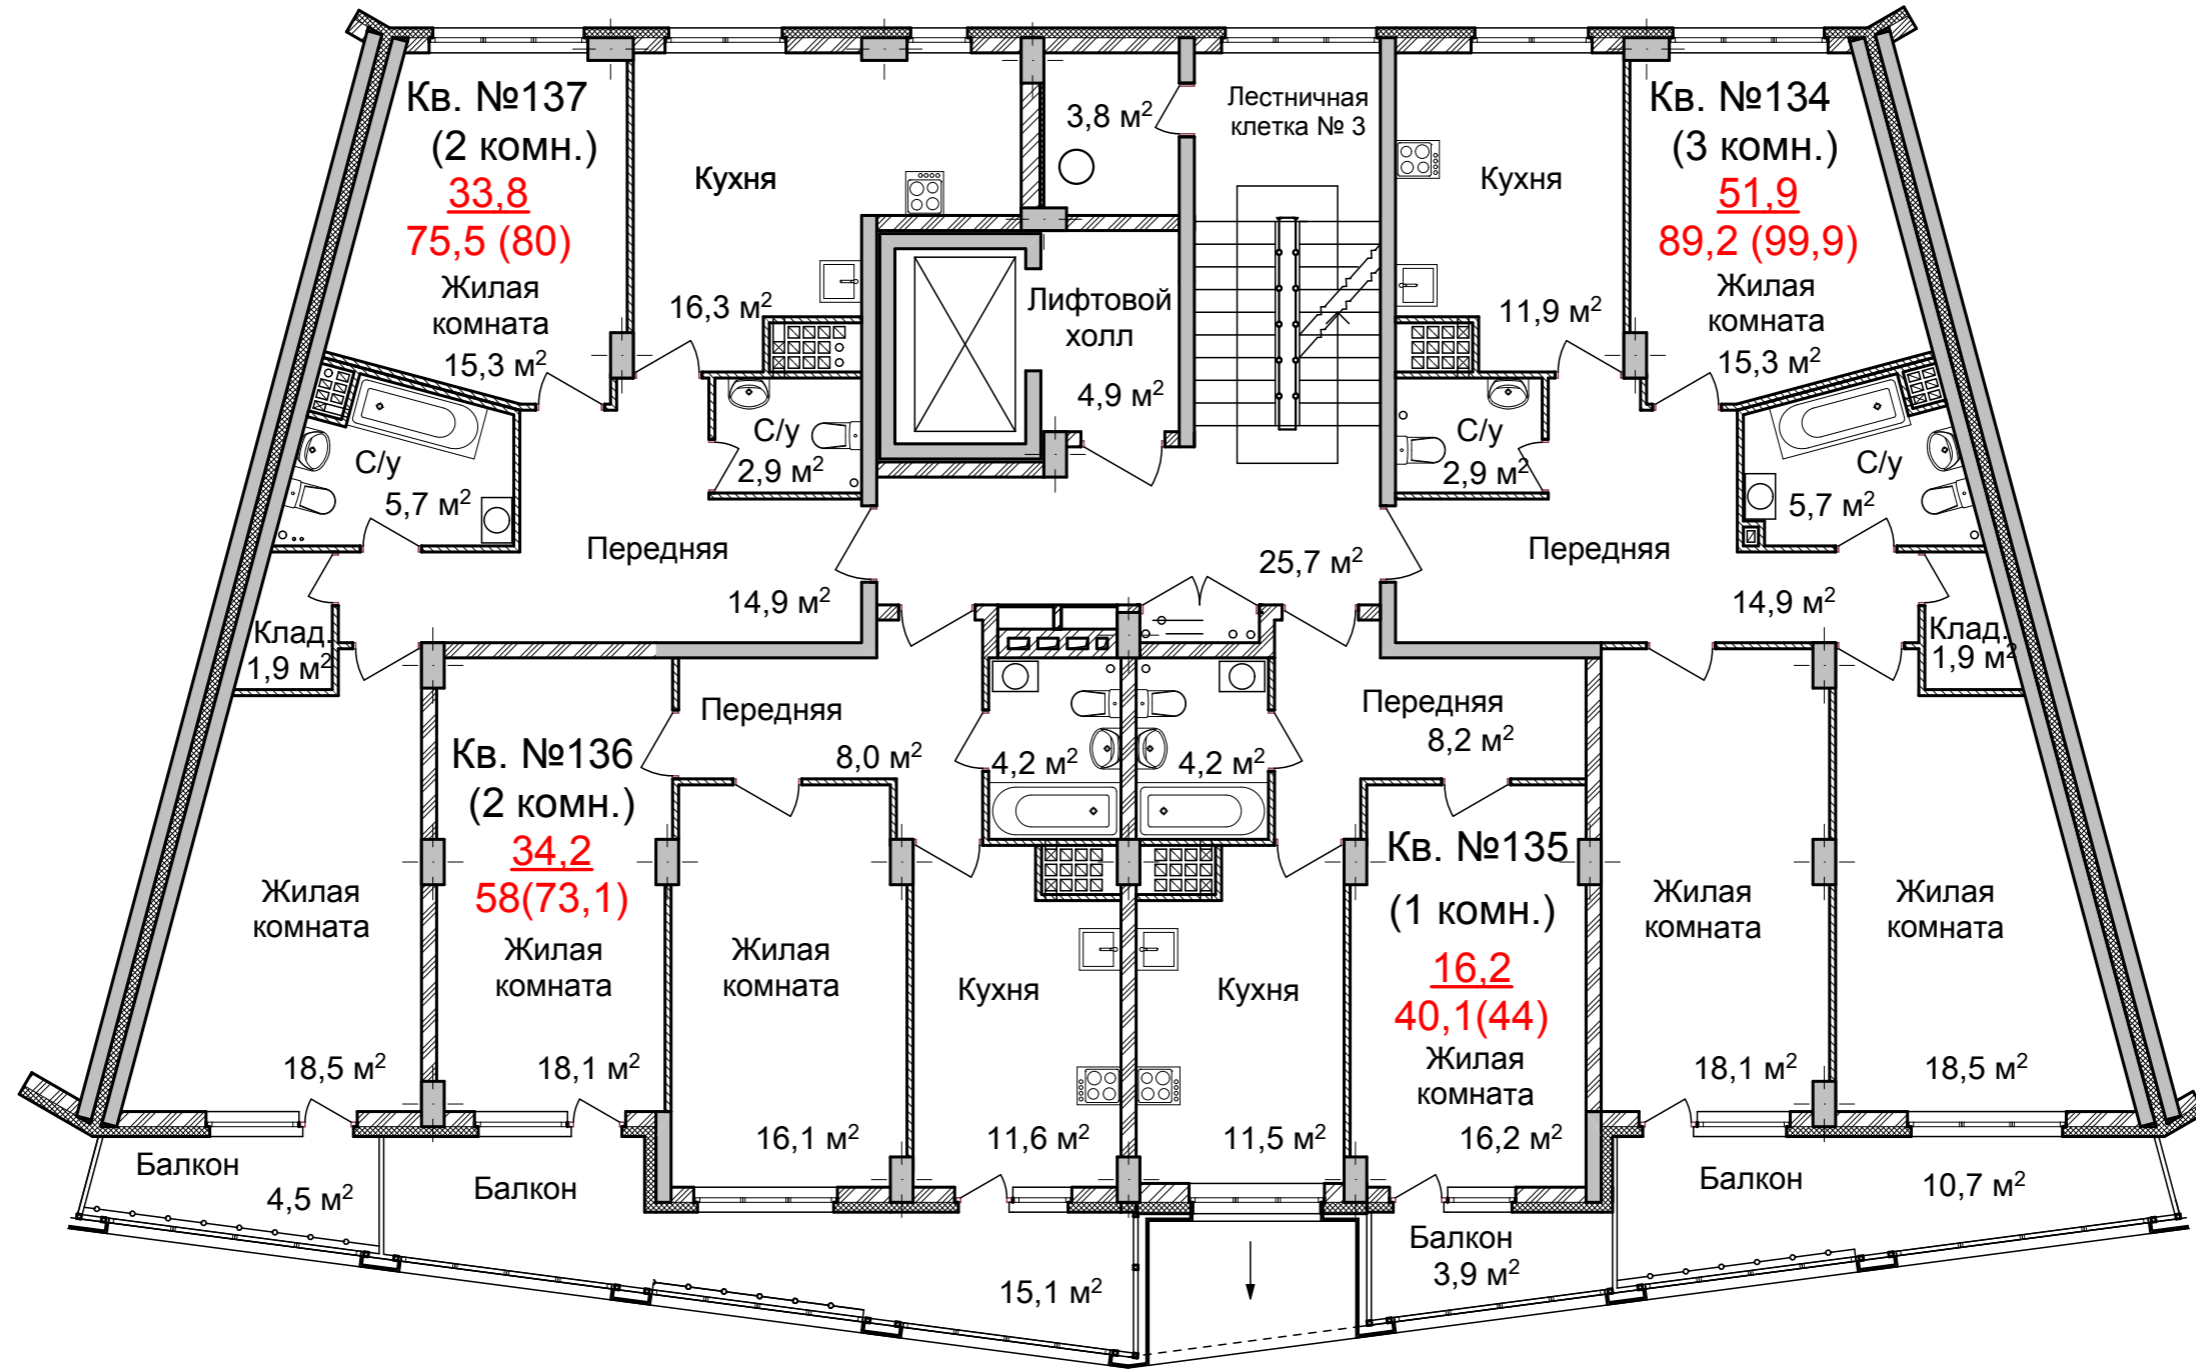 Кв. №137
(2 комн.)
33,8
75,5 (80)
Жилая
комната
15,3 м²
Кухня
16,3 м²
3,8 м²
Лестничная
клетка № 3
Лифтовой
холл
4,9 м²
Кухня
11,9 м²
Кв. №134
(3 комн.)
51,9
89,2 (99,9)
Жилая
комната
15,3 м²
С/у
5,7 м²
С/у
2,9 м²
С/у
2,9 м²
С/у
5,7 м²
Передняя
14,9 м²
25,7 м²
Передняя
14,9 м²
Клад.
1,9 м²
Клад.
1,9 м²
Передняя
8,0 м²
4,2 м²
4,2 м²
Передняя
8,2 м²
Кв. №136
(2 комн.)
34,2
58(73,1)
Жилая
комната
18,1 м²
Жилая
комната
18,5 м²
Жилая
комната
16,1 м²
Кухня
11,6 м²
Кухня
11,5 м²
Кв. №135
(1 комн.)
16,2
40,1(44)
Жилая
комната
16,2 м²
Жилая
комната
18,1 м²
Жилая
комната
18,5 м²
Балкон
4,5 м²
Балкон
15,1 м²
Балкон
3,9 м²
Балкон
10,7 м²